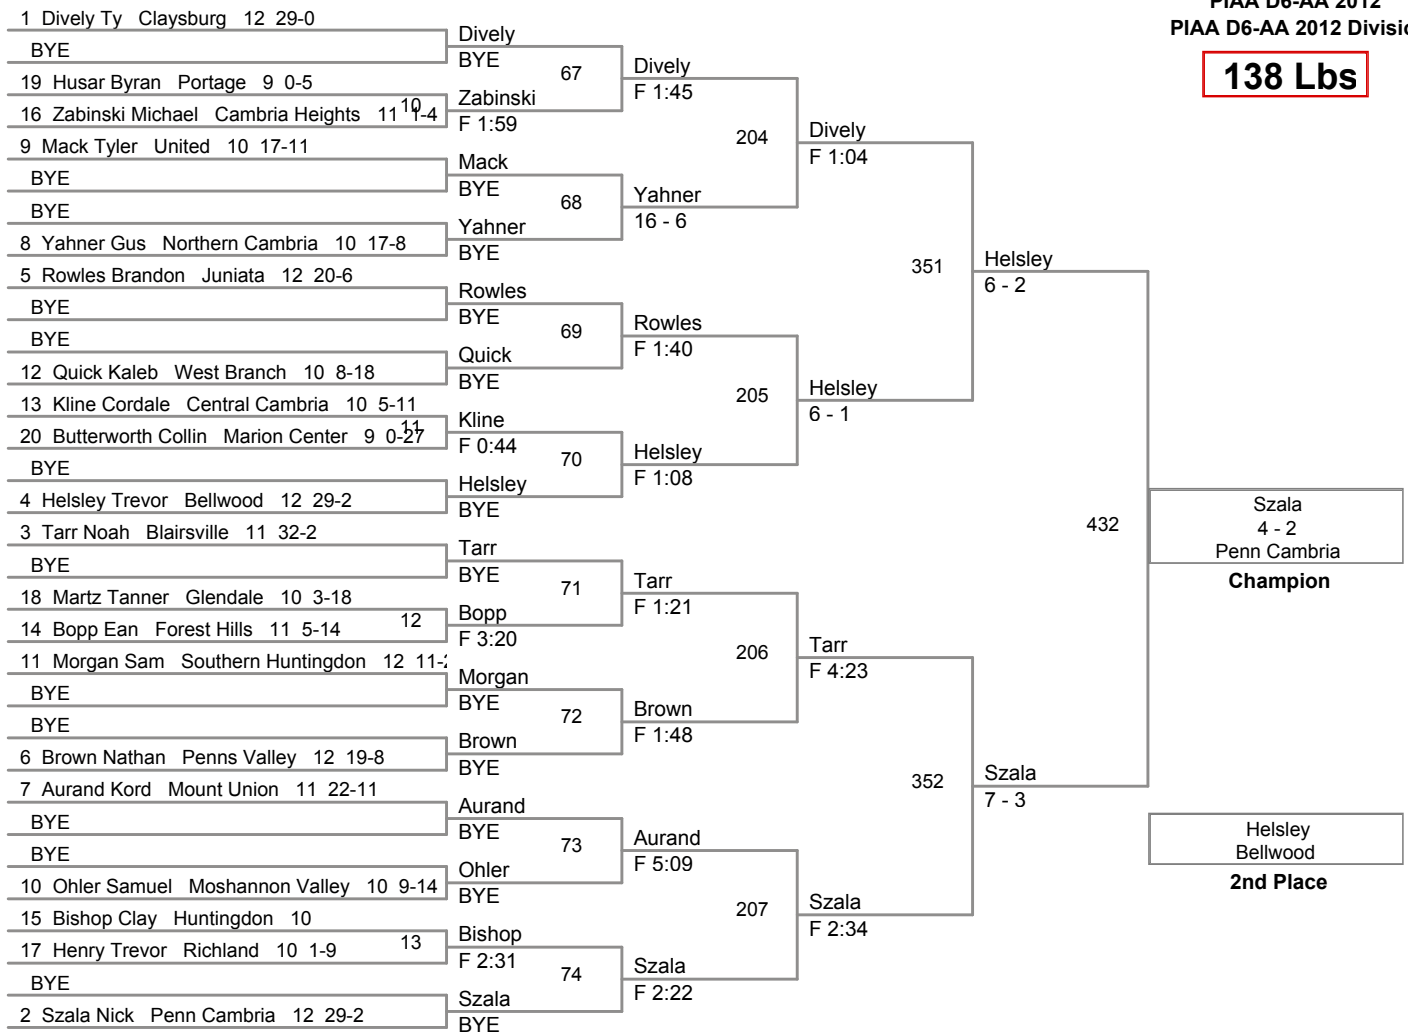 PIAA D6-AA 2012
PIAA D6-AA 2012 Divisio
138 Lbs
1 Dively Ty Claysburg 12 29-0
BYE
19 Husar Byran Portage 9 0-5
16 Zabinski Michael Cambria Heights 11 1-4
10
9 Mack Tyler United 10 17-11
BYE
BYE
8 Yahner Gus Northern Cambria 10 17-8
5 Rowles Brandon Juniata 12 20-6
BYE
BYE
12 Quick Kaleb West Branch 10 8-18
13 Kline Cordale Central Cambria 10 5-11
20 Butterworth Collin Marion Center 9 0-27
11
BYE
4 Helsley Trevor Bellwood 12 29-2
3 Tarr Noah Blairsville 11 32-2
BYE
18 Martz Tanner Glendale 10 3-18
14 Bopp Ean Forest Hills 11 5-14
12
11 Morgan Sam Southern Huntingdon 12 11-2
BYE
BYE
6 Brown Nathan Penns Valley 12 19-8
7 Aurand Kord Mount Union 11 22-11
BYE
BYE
10 Ohler Samuel Moshannon Valley 10 9-14
15 Bishop Clay Huntingdon 10
17 Henry Trevor Richland 10 1-9
13
BYE
2 Szala Nick Penn Cambria 12 29-2
Dively
BYE
67
Zabinski
F 1:59
Mack
BYE
68
Yahner
BYE
Rowles
BYE
69
Quick
BYE
Kline
F 0:44
70
Helsley
BYE
Tarr
BYE
71
Bopp
F 3:20
Morgan
BYE
72
Brown
BYE
Aurand
BYE
73
Ohler
BYE
Bishop
F 2:31
74
Szala
BYE
Dively
F 1:45
204
Yahner
16 - 6
Rowles
F 1:40
205
Helsley
F 1:08
Tarr
F 1:21
206
Brown
F 1:48
Aurand
F 5:09
207
Szala
F 2:22
Dively
F 1:04
351
Helsley
6 - 1
Tarr
F 4:23
352
Szala
F 2:34
Helsley
6 - 2
432
Szala
7 - 3
Szala
4 - 2
Penn Cambria
Champion
Helsley
Bellwood
2nd Place